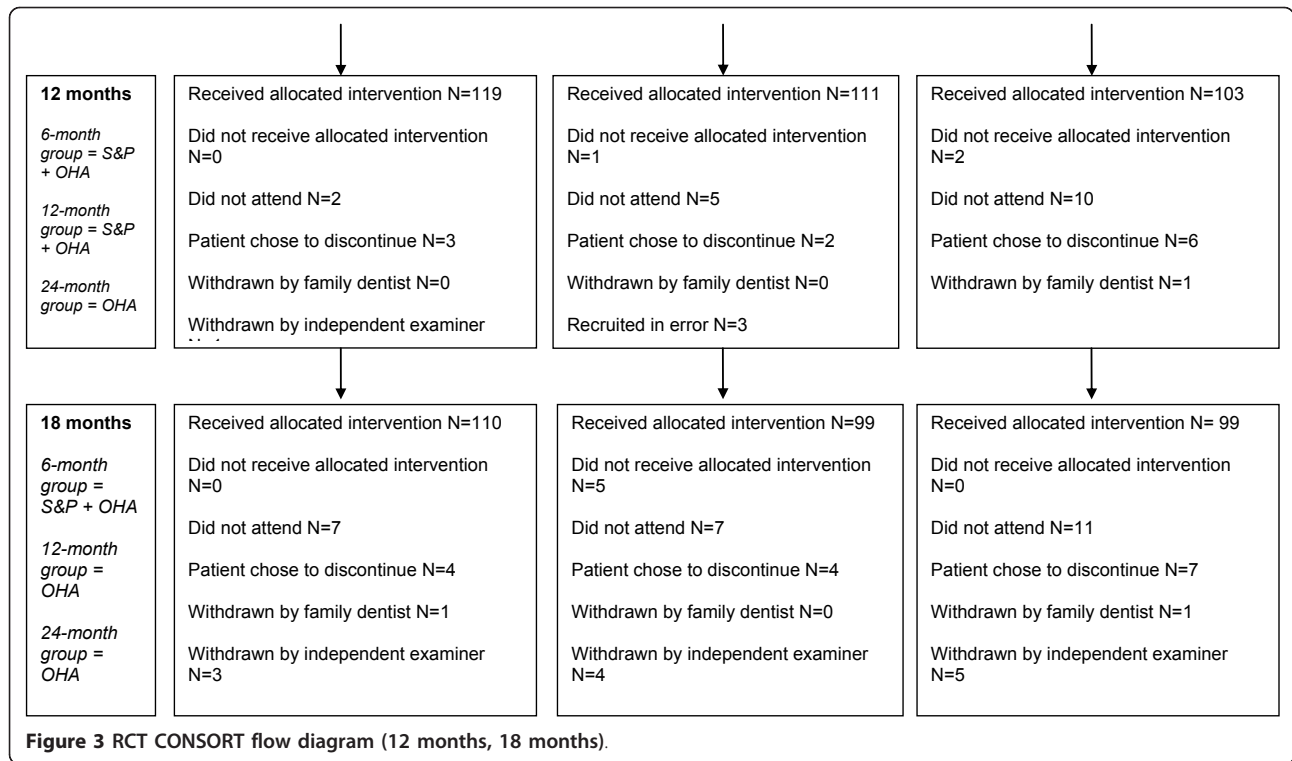 12 months
6-month
group = S&P
+ OHA
12-month
group = S&P
+ OHA
24-month
group = OHA
Received allocated intervention N=119
Did not receive allocated intervention
N=0
Did not attend N=2
Patient chose to discontinue N=3
Withdrawn by family dentist N=0
Withdrawn by independent examiner
Received allocated intervention N=111
Did not receive allocated intervention
N=1
Did not attend N=5
Patient chose to discontinue N=2
Withdrawn by family dentist N=0
Recruited in error N=3
Received allocated intervention N=103
Did not receive allocated intervention
N=2
Did not attend N=10
Patient chose to discontinue N=6
Withdrawn by family dentist N=1
18 months
6-month
group =
S&P + OHA
12-month
group =
OHA
24-month
group =
OHA
Received allocated intervention N=110
Did not receive allocated intervention
N=0
Did not attend N=7
Patient chose to discontinue N=4
Withdrawn by family dentist N=1
Withdrawn by independent examiner
N=3
Received allocated intervention N=99
Did not receive allocated intervention
N=5
Did not attend N=7
Patient chose to discontinue N=4
Withdrawn by family dentist N=0
Withdrawn by independent examiner
N=4
Received allocated intervention N= 99
Did not receive allocated intervention
N=0
Did not attend N=11
Patient chose to discontinue N=7
Withdrawn by family dentist N=1
Withdrawn by independent examiner
N=5
Figure 3 RCT CONSORT flow diagram (12 months, 18 months).